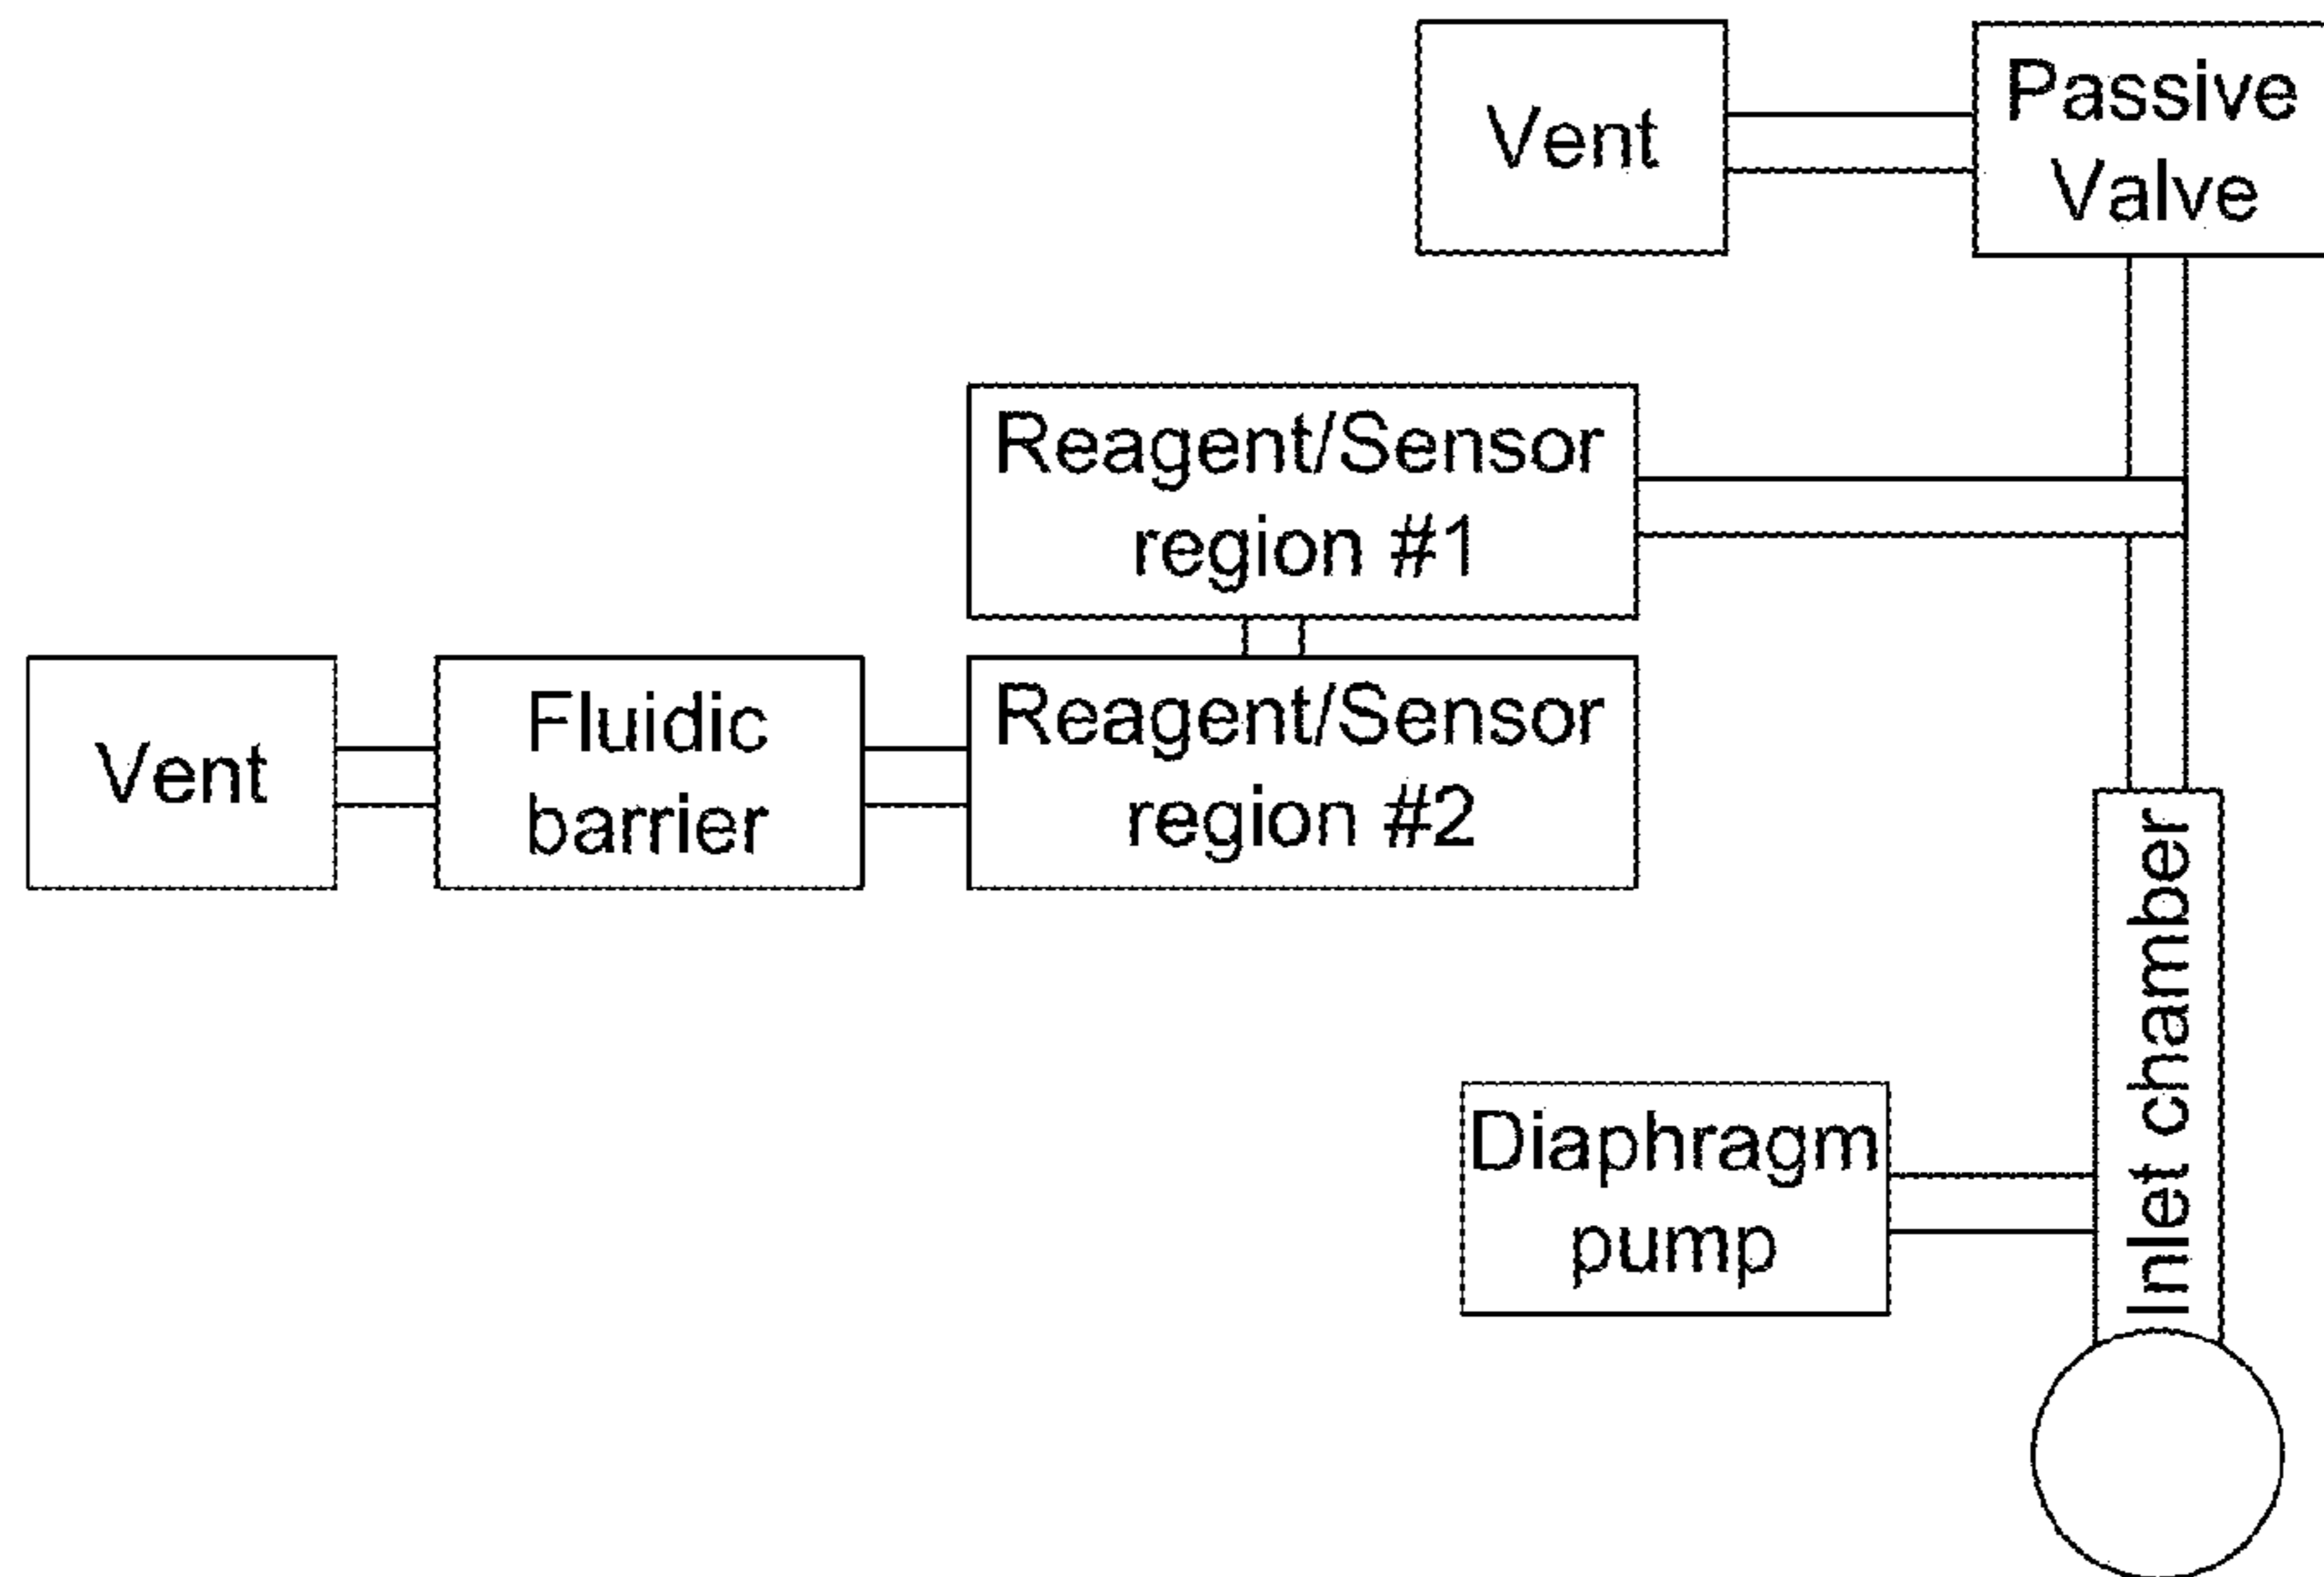 Vent
Passive
Valve
Reagent/Sensor
region #1
Vent
Fluidic
barrier
Reagent/Sensor
region #2
Inlet chamber
Diaphragm
pump